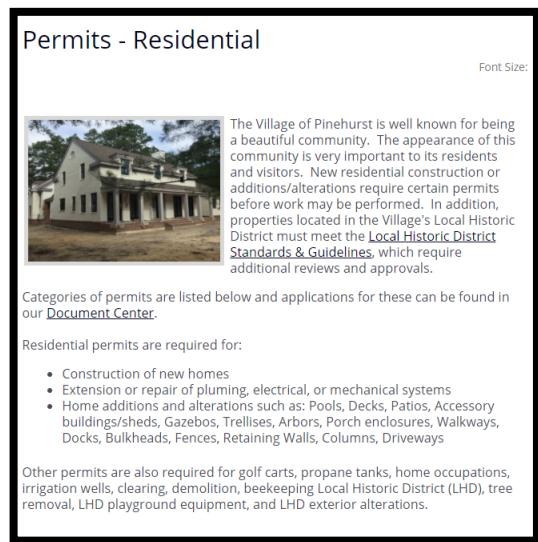 Permits - Residential
Font Size:
The Village of Pinehurst is well known for being
a beautiful community.  The appearance of this
community is very important to its residents
and visitors.  New residential construction or
additions/alterations require certain permits
before work may be performed.  In addition,
properties located in the Village's Local Historic
District must meet the Local Historic District
Standards & Guidelines, which require
additional reviews and approvals.
Categories of permits are listed below and applications for these can be found in
our Document Center.
Residential permits are required for:
• Construction of new homes
• Extension or repair of pluming, electrical, or mechanical systems
• Home additions and alterations such as: Pools, Decks, Patios, Accessory
buildings/sheds, Gazebos, Trellises, Arbors, Porch enclosures, Walkways,
Docks, Bulkheads, Fences, Retaining Walls, Columns, Driveways
Other permits are also required for golf carts, propane tanks, home occupations,
irrigation wells, clearing, demolition, beekeeping Local Historic District (LHD), tree
removal, LHD playground equipment, and LHD exterior alterations.